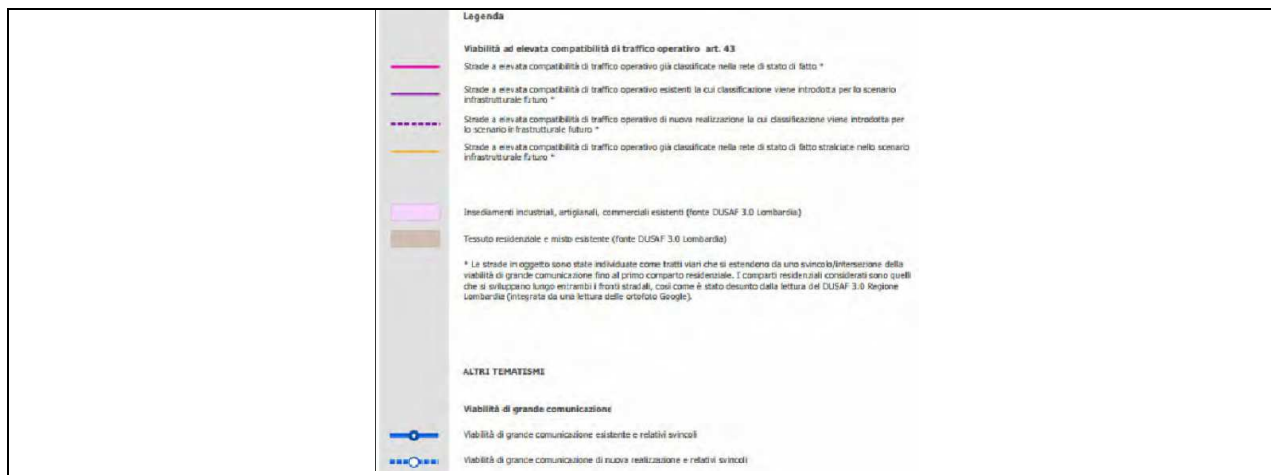 Legenda
Viabilità ad elevata compatibilità di traffico operativo art. 43
Strade a elevata compatibilità di traffico operativo già classificate nella rete di stato di fatto *
Strade a elevata compatibilità di traffico operativo esistenti la cui classificazione viene introdotta per lo scenario
infrastrutturale futuro *
Strade a elevata compatibilità di traffico operativo di nuova realizzazione la cui classificazione viene introdotta per
lo scenario infrastrutturale futuro *
Strade a elevata compatibilità di traffico operativo già classificate nella rete di stato di fatto stralciate nello scenario
infrastrutturale futuro *
Insediamenti industriali, artigianali, commerciali esistenti (fonte DUSAF 3.0 Lombardia)
Tessuto residenziale e misto esistente (fonte DUSAF 3.0 Lombardia)
* Le strade in oggetto sono state individuate come tratti viari che si estendono da uno svincolo/intersezione della
viabilità di grande comunicazione fino al primo comparto residenziale. I comparti residenziali considerati sono quelli
che si sviluppano lungo entrambi i fronti stradali, così come è stato desunto dalla lettura del DUSAF 3.0 Regione
Lombardia (integrata da una lettura delle ortofoto Google).
ALTRI TEMATISMI
Viabilità di grande comunicazione
Viabilità di grande comunicazione esistente e relativi svincoli
Viabilità di grande comunicazione di nuova realizzazione e relativi svincoli